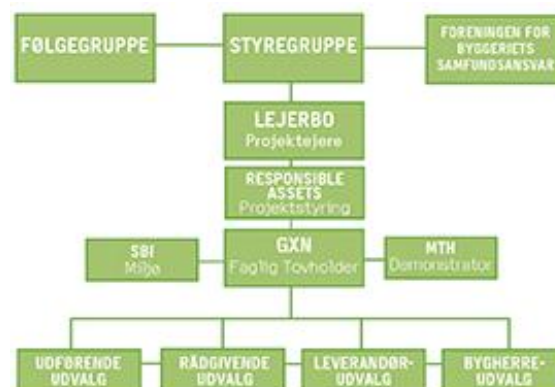 FØLGEGRUPPE
STYREGRUPPE
FORENINGEN FOR
BYGGERIETS
SAMFUNDSANSVAR
LEJERBO
Projektejere
RESPONSIBLE
ASSETS
Projektstyring
SBI
Miljø
GXN
Faglig Tovholder
MTH
Demonstrator
UDFØRENDE
UDVALG
RÅDGIVENDE
UDVALG
LEVERANDØR-
UDVALG
BYGHERRE-
UDVALG